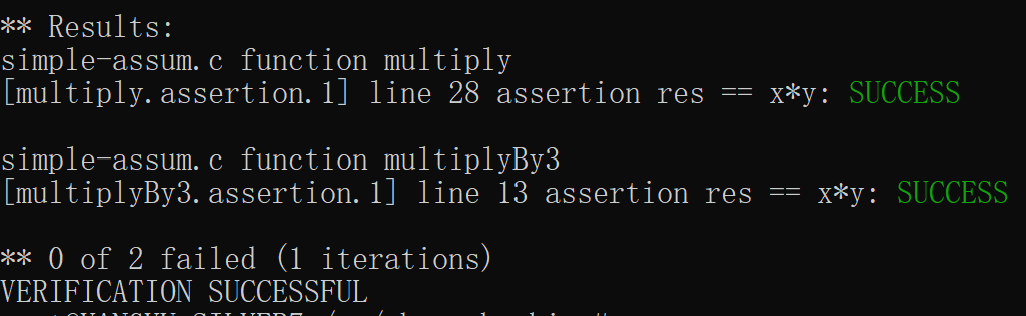 ** Results:
simple-assum.c function multiply
[multiply.assertion.1] line 28 assertion res == x*y: SUCCESS
simple-assum.c function multiplyBy3
[multiplyBy3.assertion.1] line 13 assertion res == x*y: SUCCESS
** 0 of 2 failed (1 iterations)
VERIFICATION SUCCESSFUL